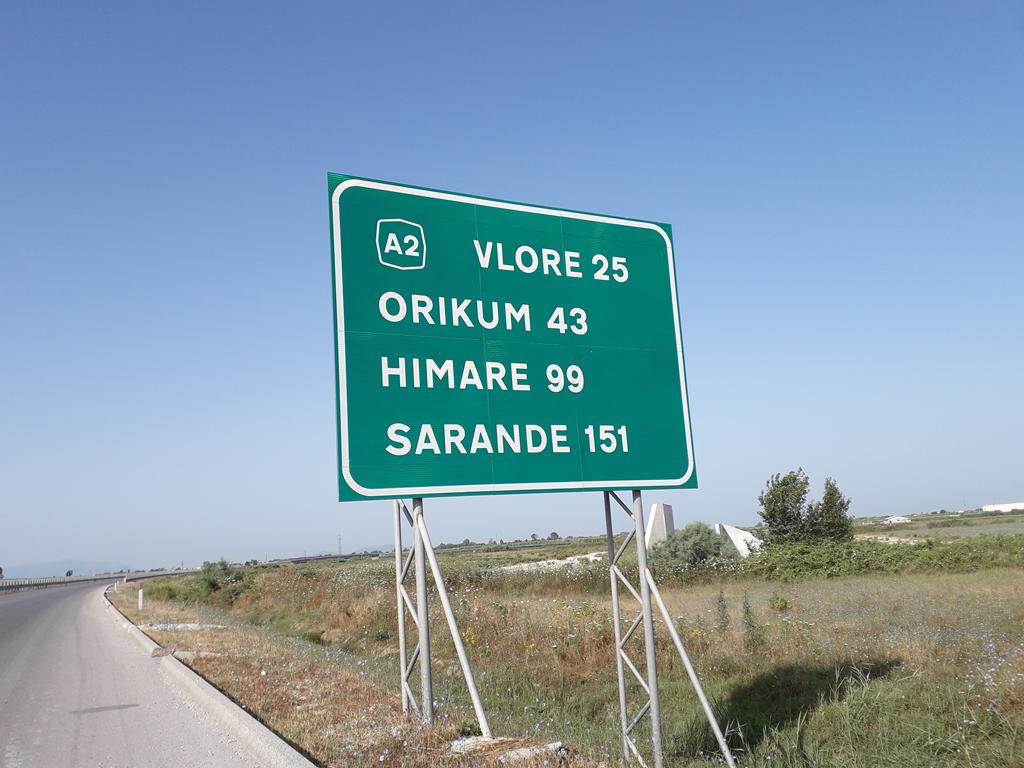 A2 VLORE 25
ORIKUM 43
HIMARE 99
SARANDE 151